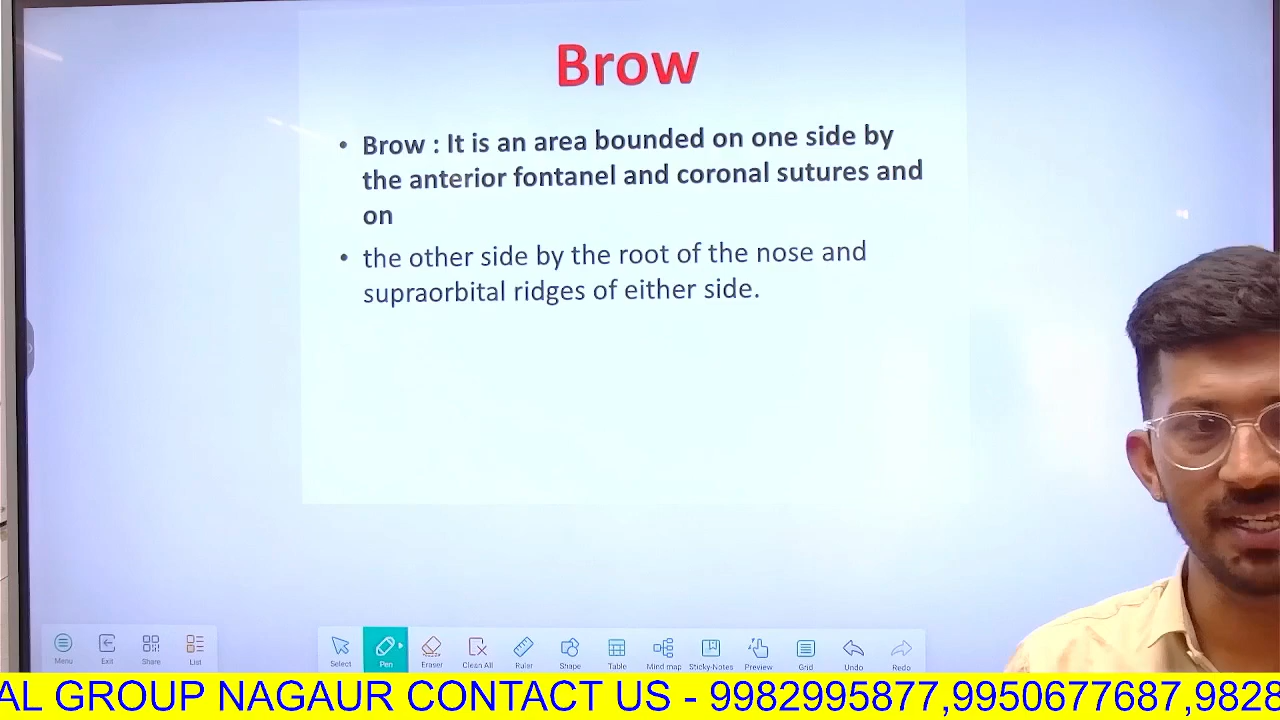 Brow
• Brow : It is an area bounded on one side by
the anterior fontanel and coronal sutures and
on
• the other side by the root of the nose and
supraorbital ridges of either side.
Menu Exit Share List Select Pen Eraser Clean All Ruler Shape Table Mind map Sticky-Notes Preview Grid Undo Redo
AL GROUP NAGAUR CONTACT US - 9982995877,9950677687,9828